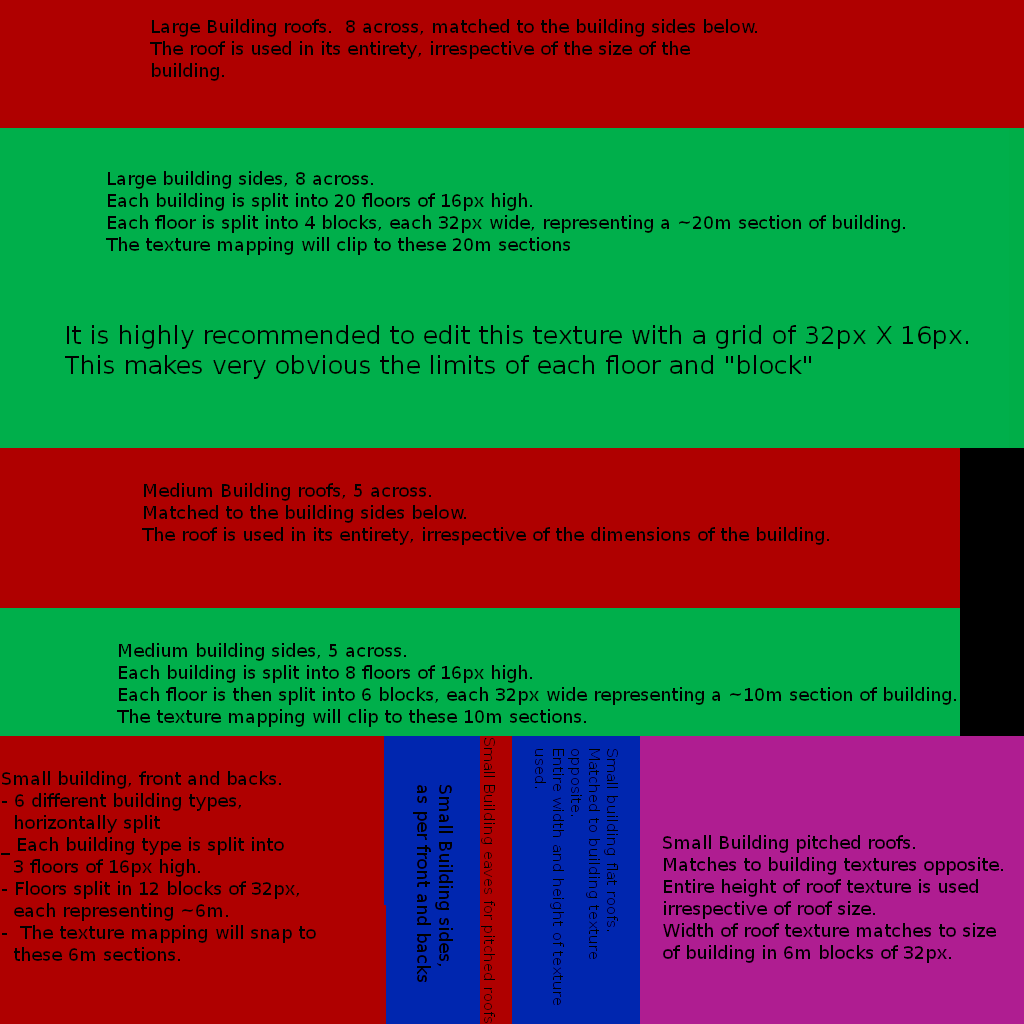 Large Building roofs.  8 across, matched to the building sides below.
The roof is used in its entirety, irrespective of the size of the
building.
Large building sides, 8 across.
Each building is split into 20 floors of 16px high.
Each floor is split into 4 blocks, each 32px wide, representing a ~20m section of building.
The texture mapping will clip to these 20m sections
It is highly recommended to edit this texture with a grid of 32px X 16px.
This makes very obvious the limits of each floor and "block"
Medium Building roofs, 5 across.
Matched to the building sides below.
The roof is used in its entirety, irrespective of the dimensions of the building.
Medium building sides, 5 across.
Each building is split into 8 floors of 16px high.
Each floor is then split into 6 blocks, each 32px wide representing a ~10m section of building.
The texture mapping will clip to these 10m sections.
Small building, front and backs.
- 6 different building types,
horizontally split
_ Each building type is split into
3 floors of 16px high.
- Floors split in 12 blocks of 32px,
each representing ~6m.
-  The texture mapping will snap to
these 6m sections.
Small Building sides,
as per front and backs
Small Building eaves for pitched roofs
Small building flat roofs.
Matched to building texture
opposite.
Entire width and height of texture
used.
Small Building pitched roofs.
Matches to building textures opposite.
Entire height of roof texture is used
irrespective of roof size.
Width of roof texture matches to size
of building in 6m blocks of 32px.